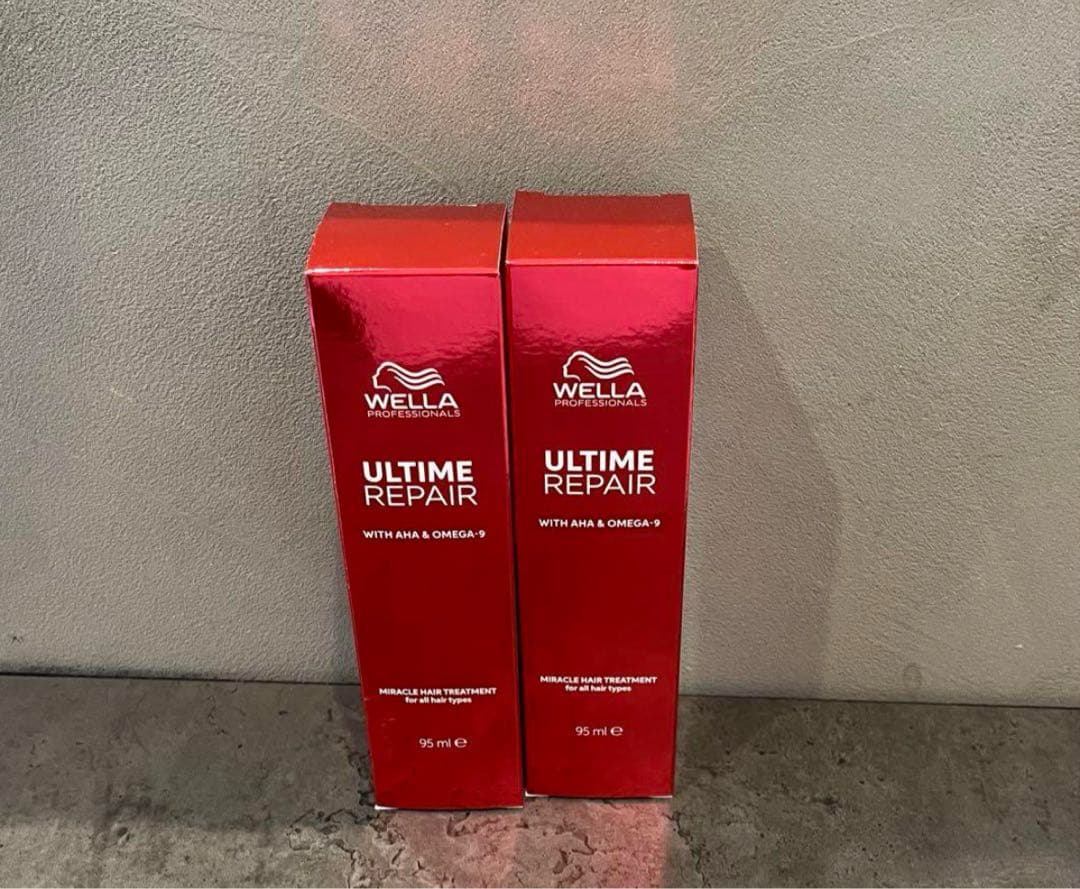 WELLA
PROFESSIONALS
ULTIME
REPAIR
WITH AHA & OMEGA-9
MIRACLE HAIR TREATMENT
for all hair types
95 ml ℮
WELLA
PROFESSIONALS
ULTIME
REPAIR
WITH AHA & OMEGA-9
MIRACLE HAIR TREATMENT
for all hair types
95 ml ℮